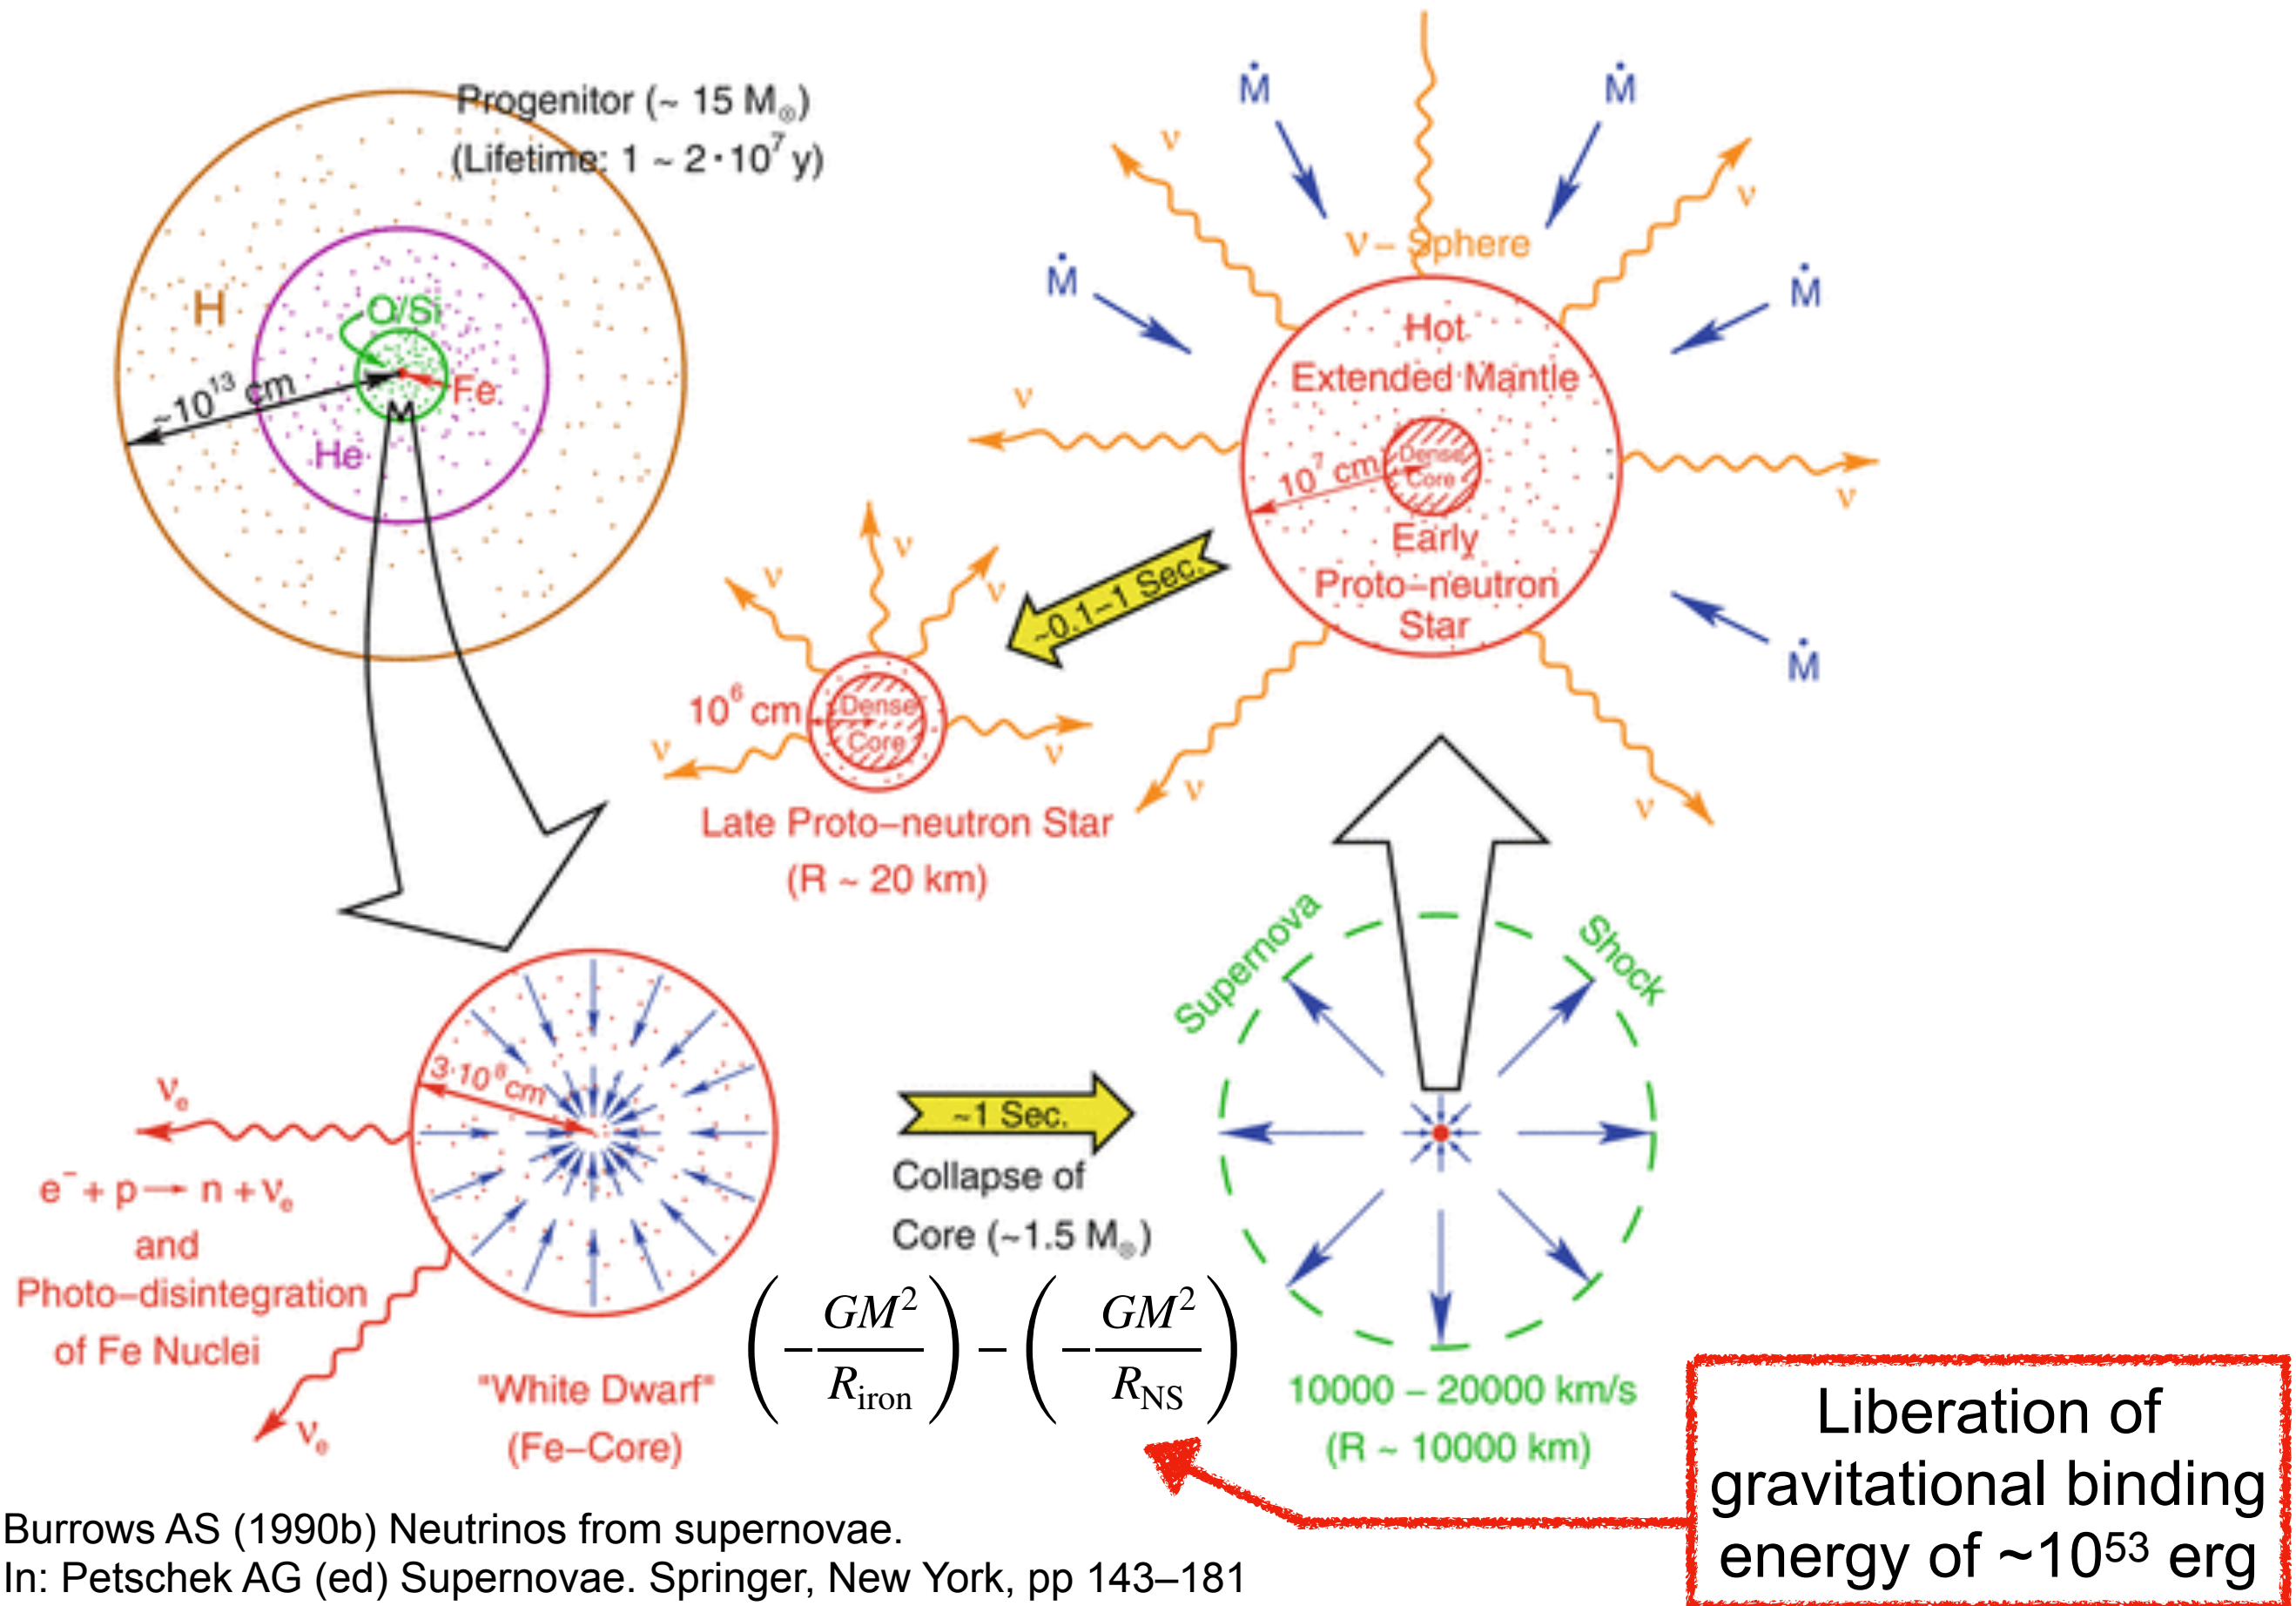 Progenitor (~ 15 M⊙)
(Lifetime: 1 ~ 2·10⁷ y)
H
O/Si
Fe
He
~10¹³ cm
Ṁ
Ṁ
Ṁ
Ṁ
Ṁ
ν
ν
ν – Sphere
ν
ν
ν
ν
Hot
Extended Mantle
Dense
Core
10⁷ cm
Early
Proto–neutron
Star
~0.1–1 Sec.
ν
ν
ν
ν
ν
10⁶ cm
Dense
Core
Late Proto–neutron Star
(R ~ 20 km)
3·10⁸ cm
νₑ
e⁻ + p → n + νₑ
and
Photo–disintegration
of Fe Nuclei
νₑ
"White Dwarf"
(Fe–Core)
~1 Sec.
Collapse of
Core (~1.5 M⊙)
(−GM²/R_iron) − (−GM²/R_NS)
Supernova
Shock
10000 – 20000 km/s
(R ~ 10000 km)
Liberation of
gravitational binding
energy of ~10⁵³ erg
Burrows AS (1990b) Neutrinos from supernovae.
In: Petschek AG (ed) Supernovae. Springer, New York, pp 143–181